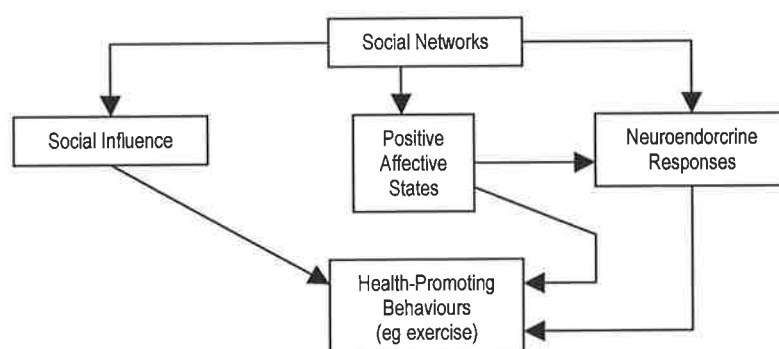 Social Networks
Social Influence
Positive
Affective
States
Neuroendorcrine
Responses
Health-Promoting
Behaviours
(eg exercise)